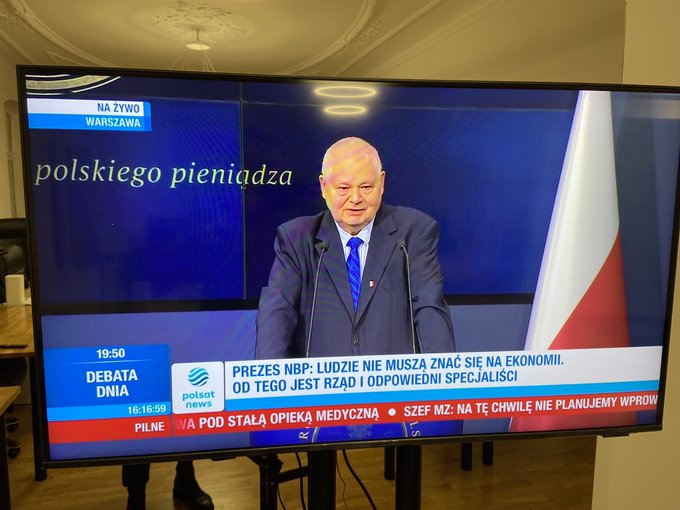 NA ŻYWO
WARSZAWA
polskiego pieniądza
19:50
DEBATA
DNIA
16:16:59
polsat
news
PREZES NBP: LUDZIE NIE MUSZĄ ZNAĆ SIĘ NA EKONOMII.
OD TEGO JEST RZĄD I ODPOWIEDNI SPECJALIŚCI
PILNE
WA POD STAŁĄ OPIEKĄ MEDYCZNĄ ● SZEF MZ: NA TĘ CHWILĘ NIE PLANUJEMY WPROW